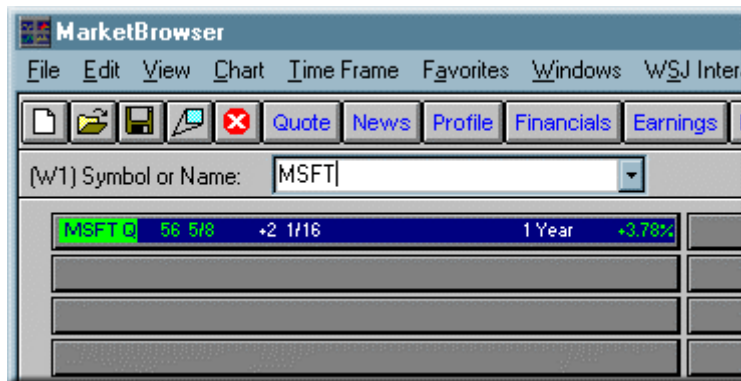 MarketBrowser
File Edit View Chart Time Frame Favorites Windows WSJ Inter
Quote News Profile Financials Earnings
(W1) Symbol or Name: MSFT
MSFT Q 56 5/8 +2 1/16 1 Year +3.78%